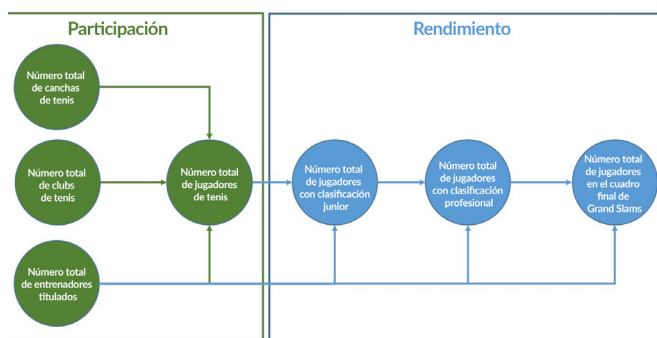 Participación
Rendimiento
Número total
de canchas
de tenis
Número total
de clubs
de tenis
Número total
de entrenadores
titulados
Número total
de jugadores
de tenis
Número total
de jugadores
con clasificación
junior
Número total
de jugadores
con clasificación
profesional
Número total
de jugadores
en el cuadro
final de
Grand Slams